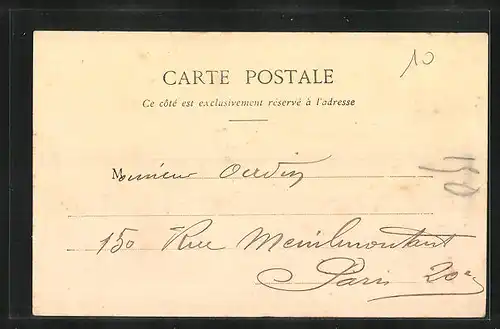 10
CARTE POSTALE
Ce côté est exclusivement réservé à l'adresse
Monsieur
150 Rue Menilmontant
Paris 20e